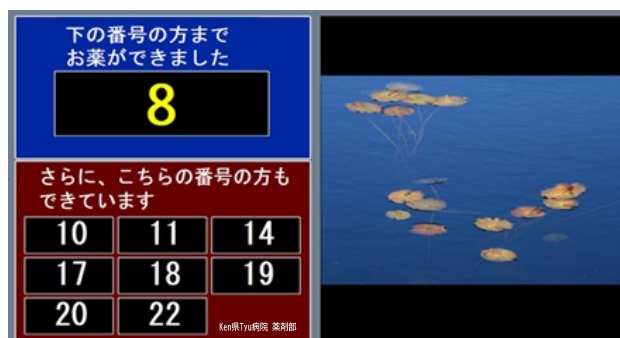 下の番号の方まで
お薬ができました
8
さらに、こちらの番号の方も
できています
10 11 14
17 18 19
20 22
Ken県Tyu病院 薬剤部